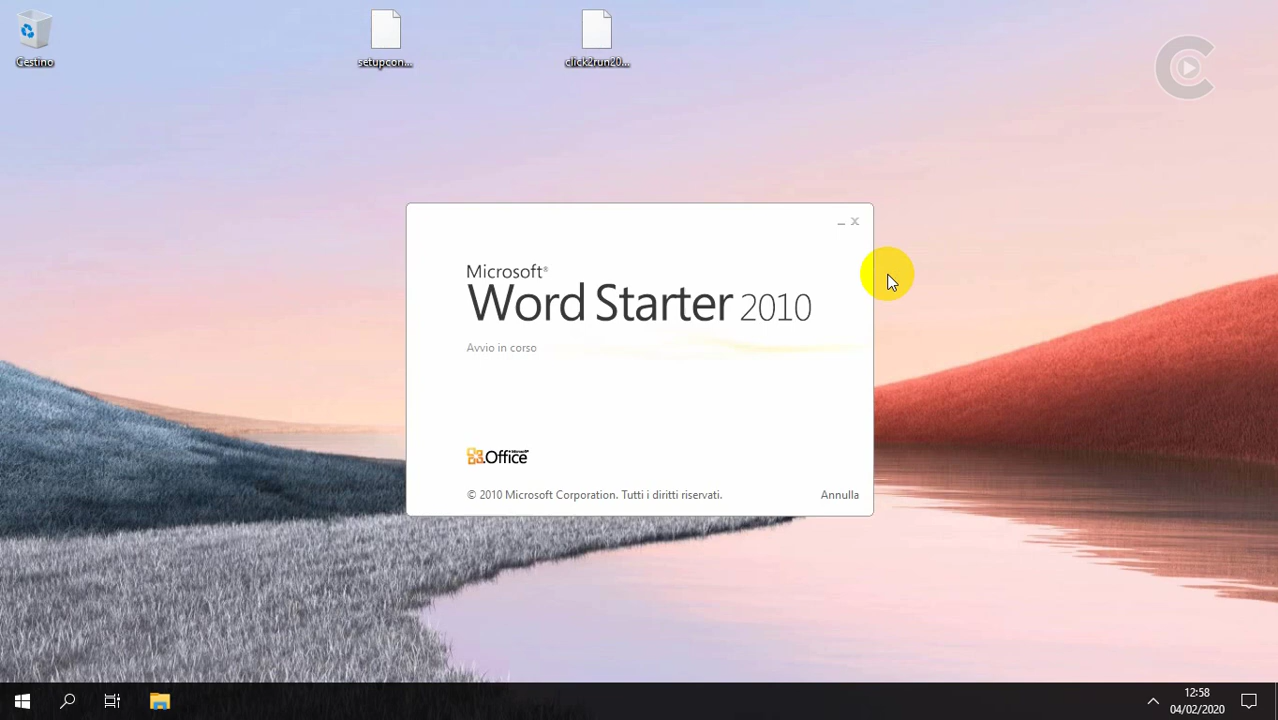 Cestino
setupcon...
click2run20...
Microsoft®
Word Starter 2010
Avvio in corso
Microsoft®
Office
© 2010 Microsoft Corporation. Tutti i diritti riservati.
Annulla
12:58
04/02/2020